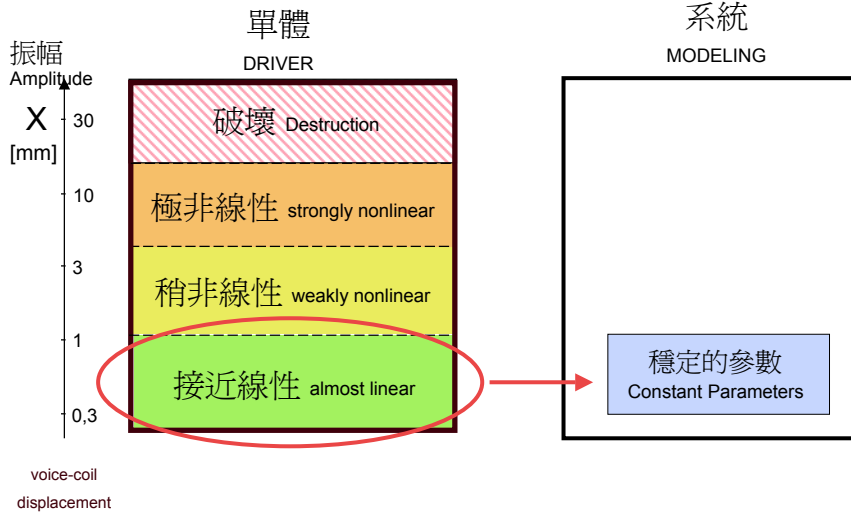 單體
DRIVER
系統
MODELING
振幅
Amplitude
X
[mm]
30
10
3
1
0,3
破壞 Destruction
極非線性 strongly nonlinear
稍非線性 weakly nonlinear
接近線性 almost linear
穩定的參數
Constant Parameters
voice-coil
displacement